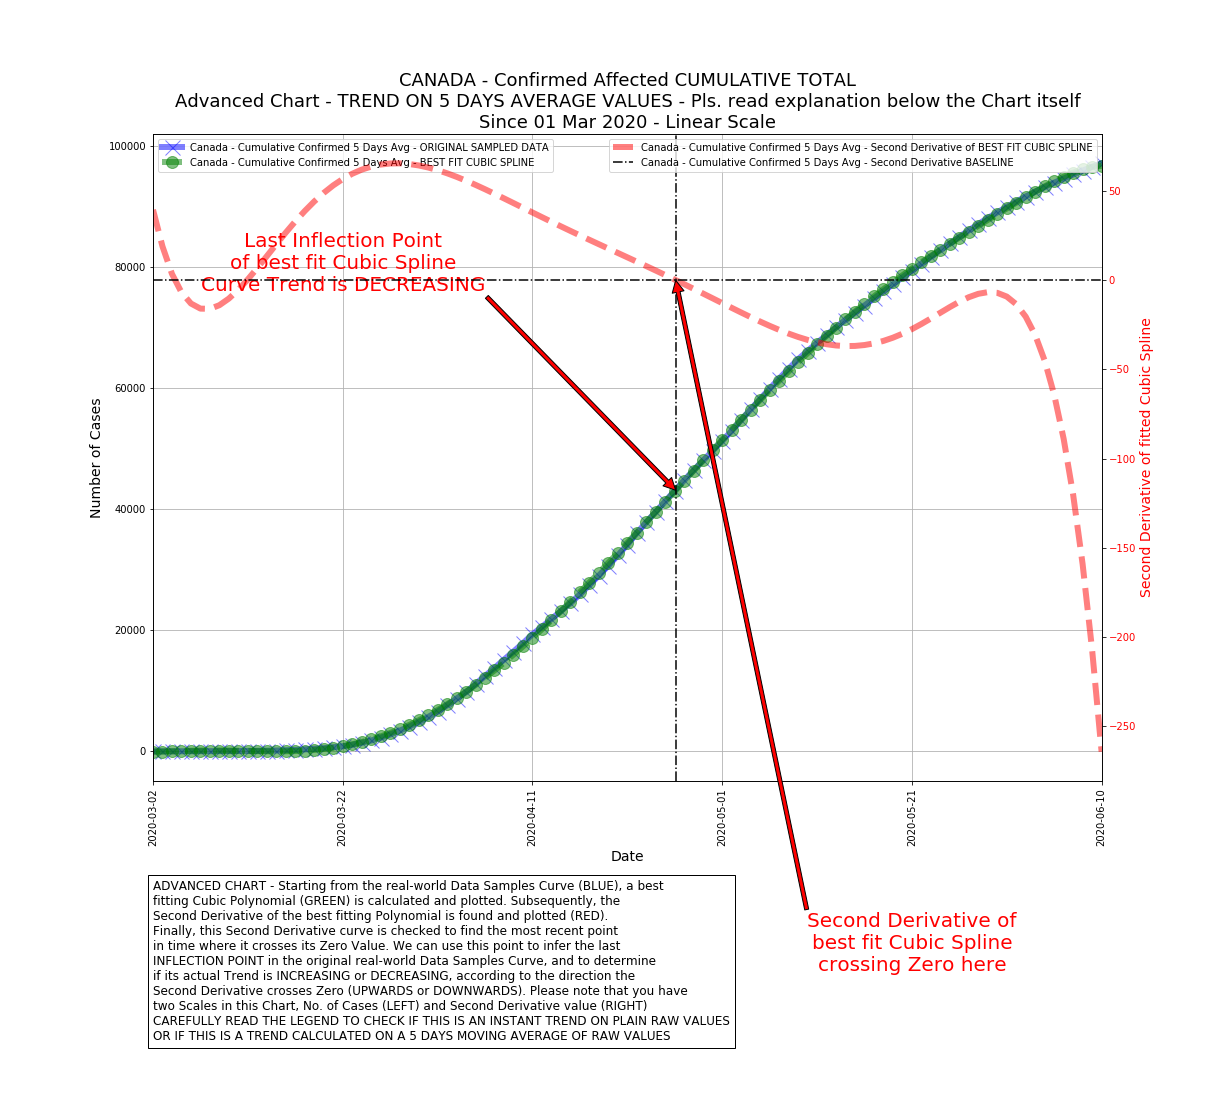 CANADA - Confirmed Affected CUMULATIVE TOTAL
Advanced Chart - TREND ON 5 DAYS AVERAGE VALUES - Pls. read explanation below the Chart itself
Since 01 Mar 2020 - Linear Scale
Canada - Cumulative Confirmed 5 Days Avg - ORIGINAL SAMPLED DATA
Canada - Cumulative Confirmed 5 Days Avg - BEST FIT CUBIC SPLINE
Canada - Cumulative Confirmed 5 Days Avg - Second Derivative of BEST FIT CUBIC SPLINE
Canada - Cumulative Confirmed 5 Days Avg - Second Derivative BASELINE
Last Inflection Point
of best fit Cubic Spline
Curve Trend is DECREASING
Number of Cases
100000
80000
60000
40000
20000
0
50
0
−50
−100
−150
−200
−250
Second Derivative of fitted Cubic Spline
2020-03-02
2020-03-22
2020-04-11
2020-05-01
2020-05-21
2020-06-10
Date
Second Derivative of
best fit Cubic Spline
crossing Zero here
ADVANCED CHART - Starting from the real-world Data Samples Curve (BLUE), a best
fitting Cubic Polynomial (GREEN) is calculated and plotted. Subsequently, the
Second Derivative of the best fitting Polynomial is found and plotted (RED).
Finally, this Second Derivative curve is checked to find the most recent point
in time where it crosses its Zero Value. We can use this point to infer the last
INFLECTION POINT in the original real-world Data Samples Curve, and to determine
if its actual Trend is INCREASING or DECREASING, according to the direction the
Second Derivative crosses Zero (UPWARDS or DOWNWARDS). Please note that you have
two Scales in this Chart, No. of Cases (LEFT) and Second Derivative value (RIGHT)
CAREFULLY READ THE LEGEND TO CHECK IF THIS IS AN INSTANT TREND ON PLAIN RAW VALUES
OR IF THIS IS A TREND CALCULATED ON A 5 DAYS MOVING AVERAGE OF RAW VALUES